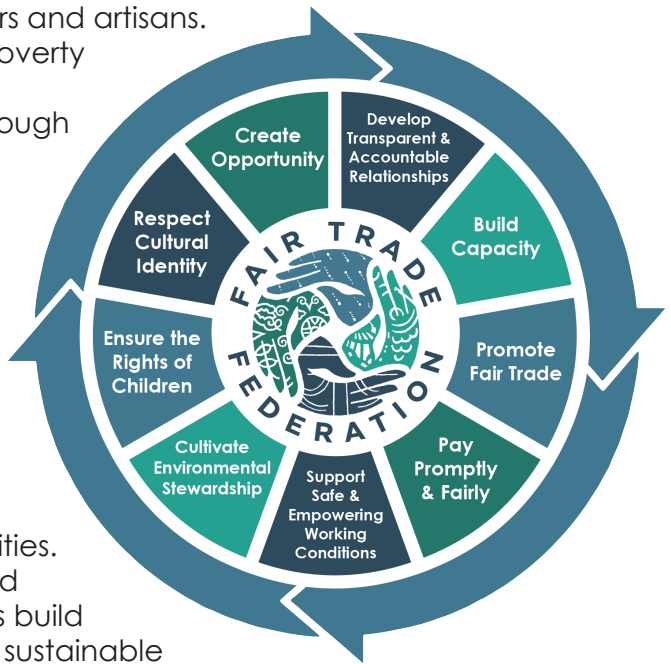 rs and artisans.
overty
ough
ities.
d
s build
sustainable
Create
Opportunity
Develop
Transparent &
Accountable
Relationships
Build
Capacity
Promote
Fair Trade
Pay
Promptly
& Fairly
Support
Safe &
Empowering
Working
Conditions
Cultivate
Environmental
Stewardship
Ensure the
Rights of
Children
Respect
Cultural
Identity
FAIR TRADE
FEDERATION